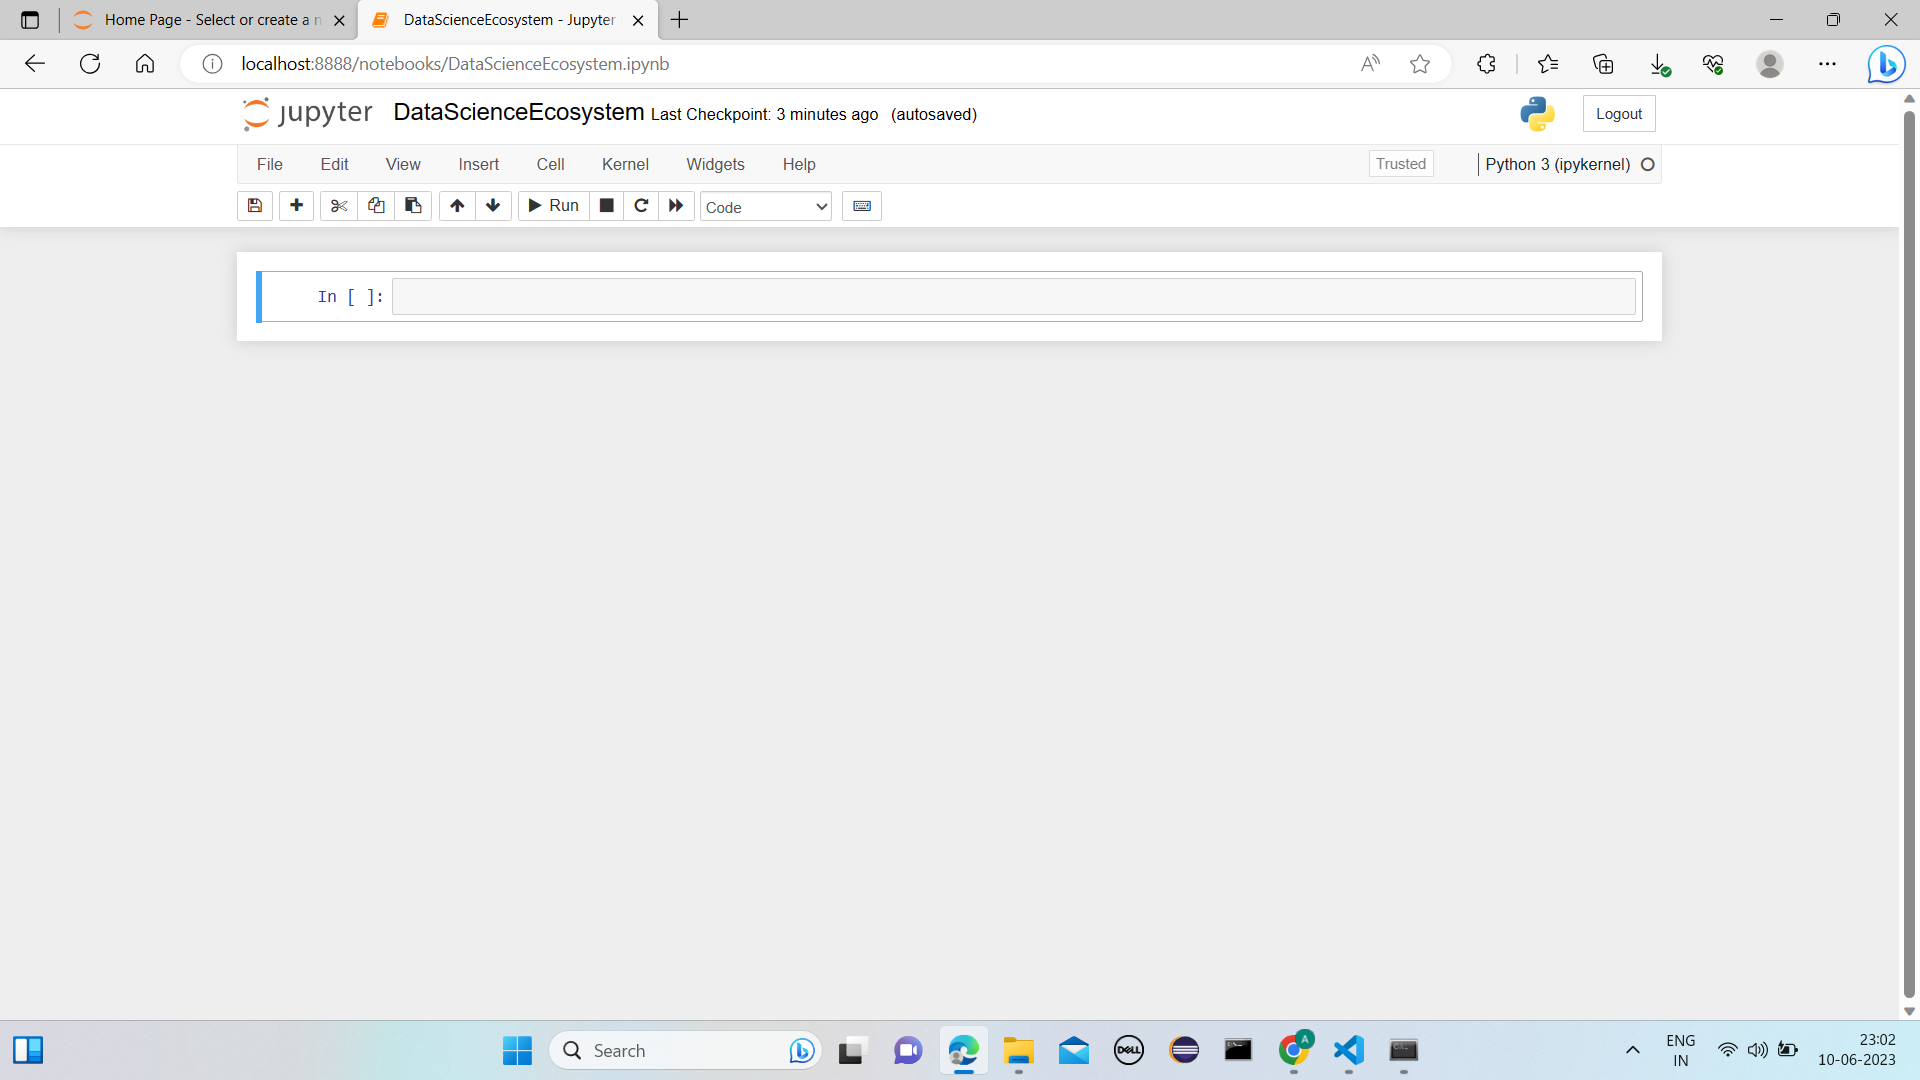 Home Page - Select or create a n
DataScienceEcosystem - Jupyter
localhost:8888/notebooks/DataScienceEcosystem.ipynb
jupyter DataScienceEcosystem Last Checkpoint: 3 minutes ago (autosaved)
Logout
File Edit View Insert Cell Kernel Widgets Help
Trusted
Python 3 (ipykernel)
Run
Code
In [ ]:
Search
DELL
A
ENG
IN
23:02
10-06-2023